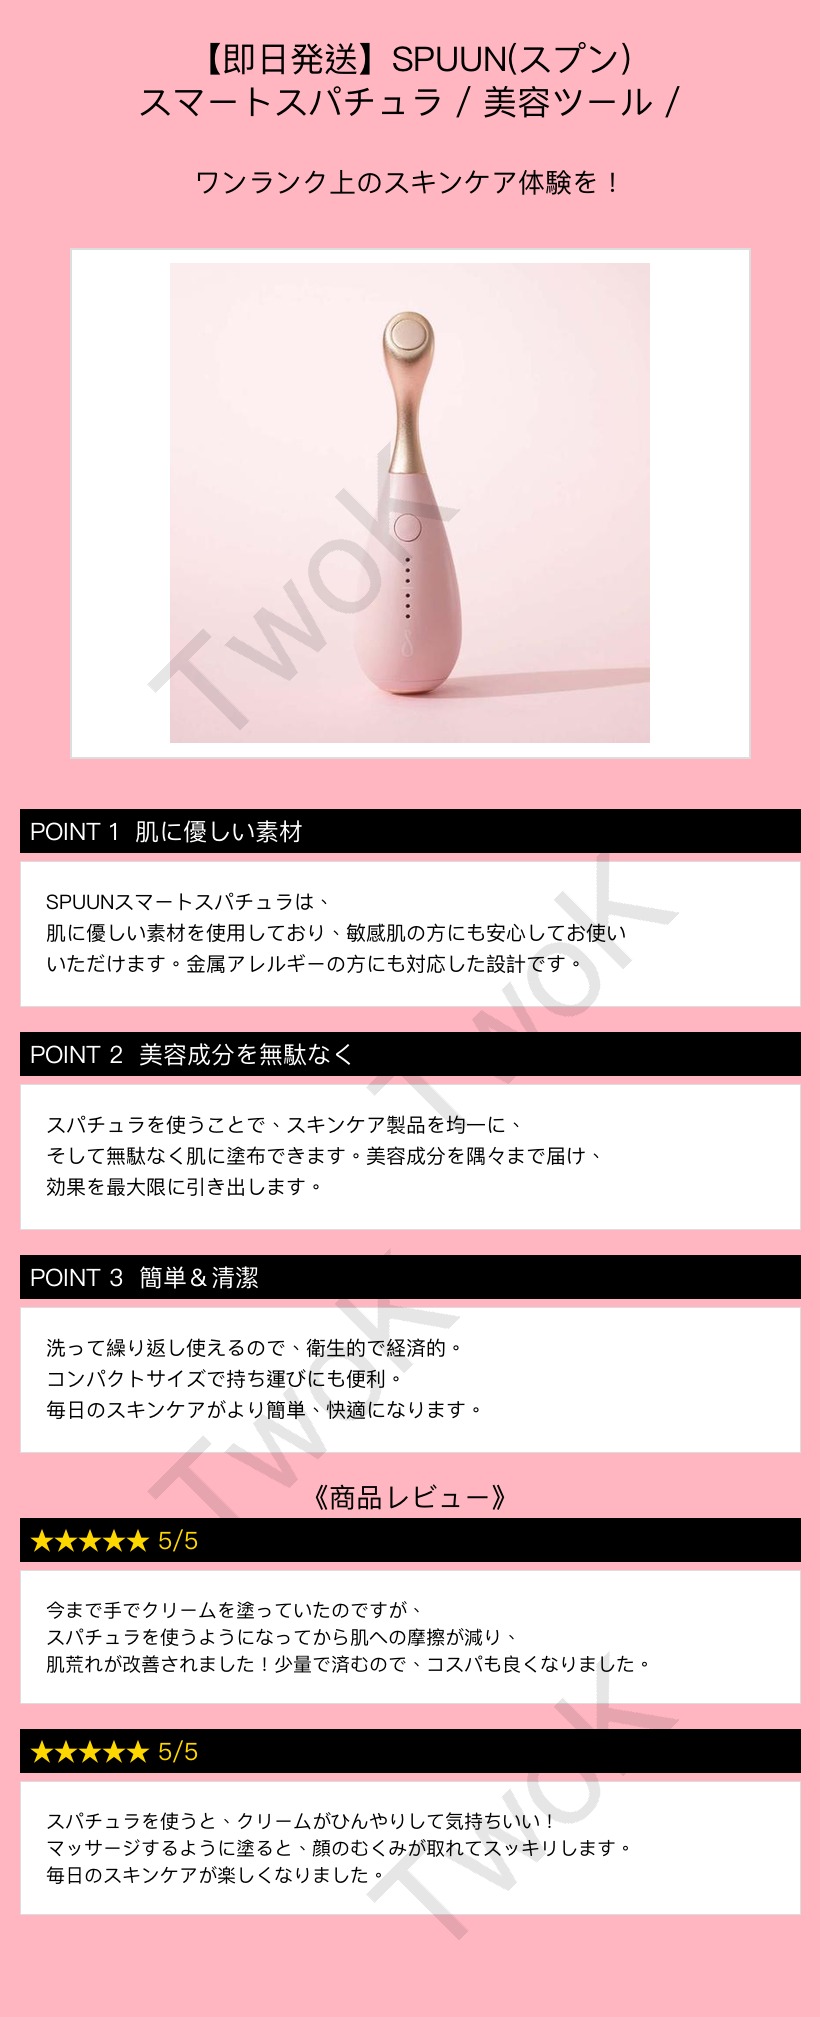 【即日発送】SPUUN(スプン)
スマートスパチュラ / 美容ツール /
ワンランク上のスキンケア体験を！
TwoK
POINT 1 肌に優しい素材
SPUUNスマートスパチュラは、
肌に優しい素材を使用しており、敏感肌の方にも安心してお使い
いただけます。金属アレルギーの方にも対応した設計です。
TwoK
POINT 2 美容成分を無駄なく
スパチュラを使うことで、スキンケア製品を均一に、
そして無駄なく肌に塗布できます。美容成分を隅々まで届け、
効果を最大限に引き出します。
POINT 3 簡単＆清潔
洗って繰り返し使えるので、衛生的で経済的。
コンパクトサイズで持ち運びにも便利。
毎日のスキンケアがより簡単、快適になります。
TwoK
《商品レビュー》
★★★★★ 5/5
今まで手でクリームを塗っていたのですが、
スパチュラを使うようになってから肌への摩擦が減り、
肌荒れが改善されました！少量で済むので、コスパも良くなりました。
★★★★★ 5/5
スパチュラを使うと、クリームがひんやりして気持ちいい！
マッサージするように塗ると、顔のむくみが取れてスッキリします。
毎日のスキンケアが楽しくなりました。
TwoK